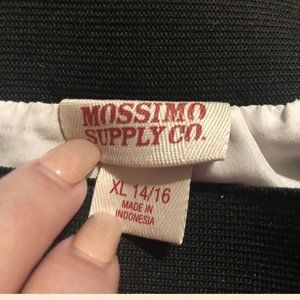 MOSSIMO
SUPPLY CO.
XL 14/16
MADE IN
INDONESIA